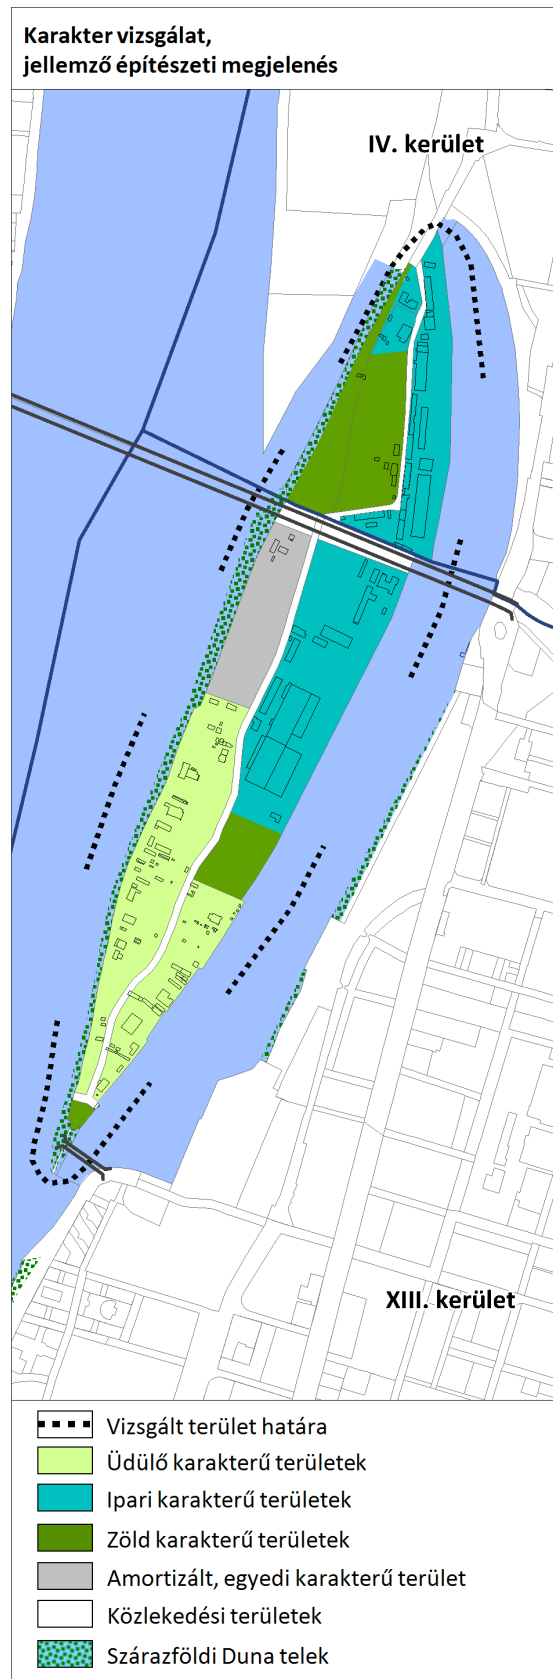 Karakter vizsgálat,
jellemző építészeti megjelenés
IV. kerület
XIII. kerület
Vizsgált terület határa
Üdülő karakterű területek
Ipari karakterű területek
Zöld karakterű területek
Amortizált, egyedi karakterű terület
Közlekedési területek
Szárazföldi Duna telek